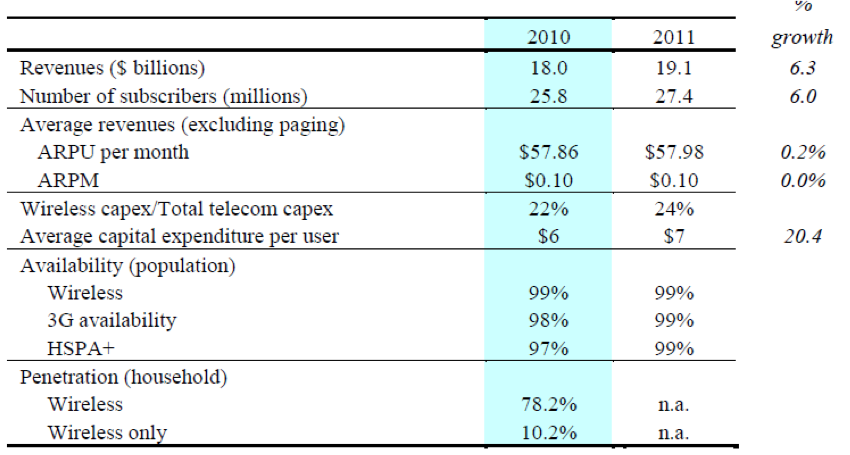 %
2010 2011 growth
Revenues ($ billions) 18.0 19.1 6.3
Number of subscribers (millions) 25.8 27.4 6.0
Average revenues (excluding paging)
ARPU per month $57.86 $57.98 0.2%
ARPM $0.10 $0.10 0.0%
Wireless capex/Total telecom capex 22% 24%
Average capital expenditure per user $6 $7 20.4
Availability (population)
Wireless 99% 99%
3G availability 98% 99%
HSPA+ 97% 99%
Penetration (household)
Wireless 78.2% n.a.
Wireless only 10.2% n.a.